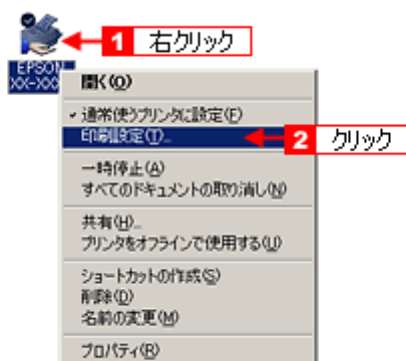 1 右クリック
EPSON
XX-XXX
開く(O)
通常使うプリンタに設定(F)
印刷設定(T)...
2 クリック
一時停止(A)
すべてのドキュメントの取り消し(N)
共有(H)...
プリンタをオフラインで使用する(U)
ショートカットの作成(S)
削除(D)
名前の変更(M)
プロパティ(R)